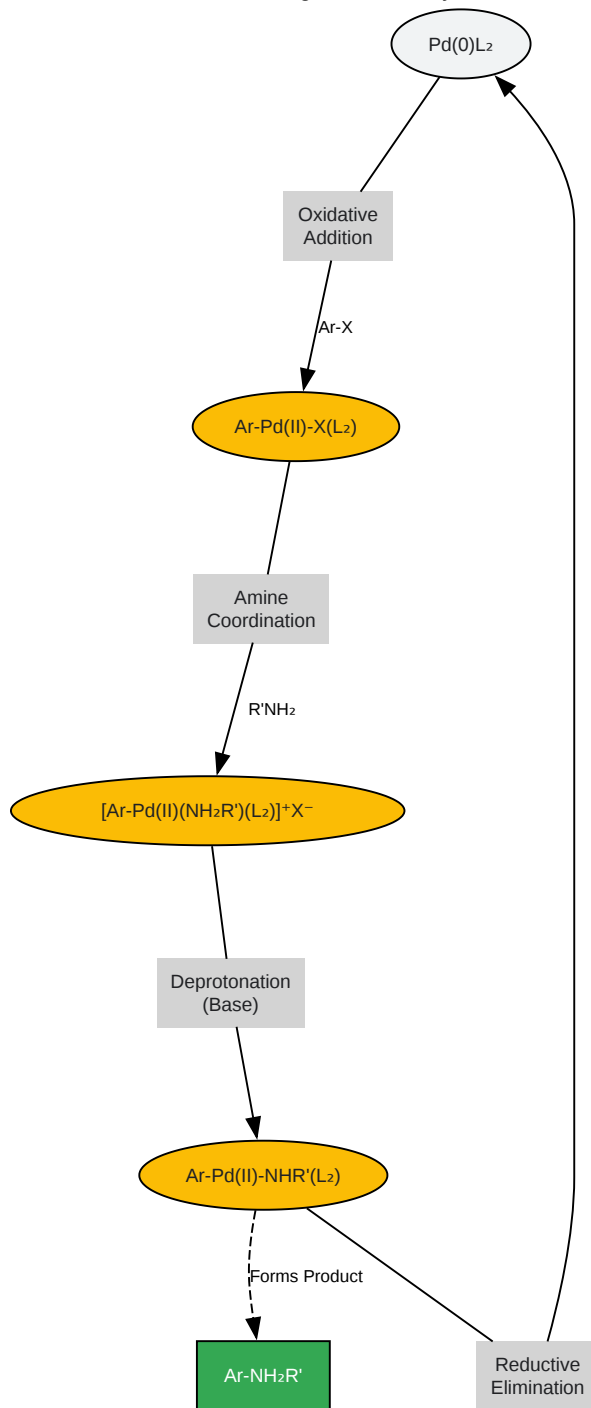 Pd(0)L₂
Oxidative
Addition
Ar-X
Ar-Pd(II)-X(L₂)
Amine
Coordination
R'NH₂
[Ar-Pd(II)(NH₂R')(L₂)]⁺X⁻
Deprotonation
(Base)
Ar-Pd(II)-NHR'(L₂)
Forms Product
Ar-NH₂R'
Reductive
Elimination